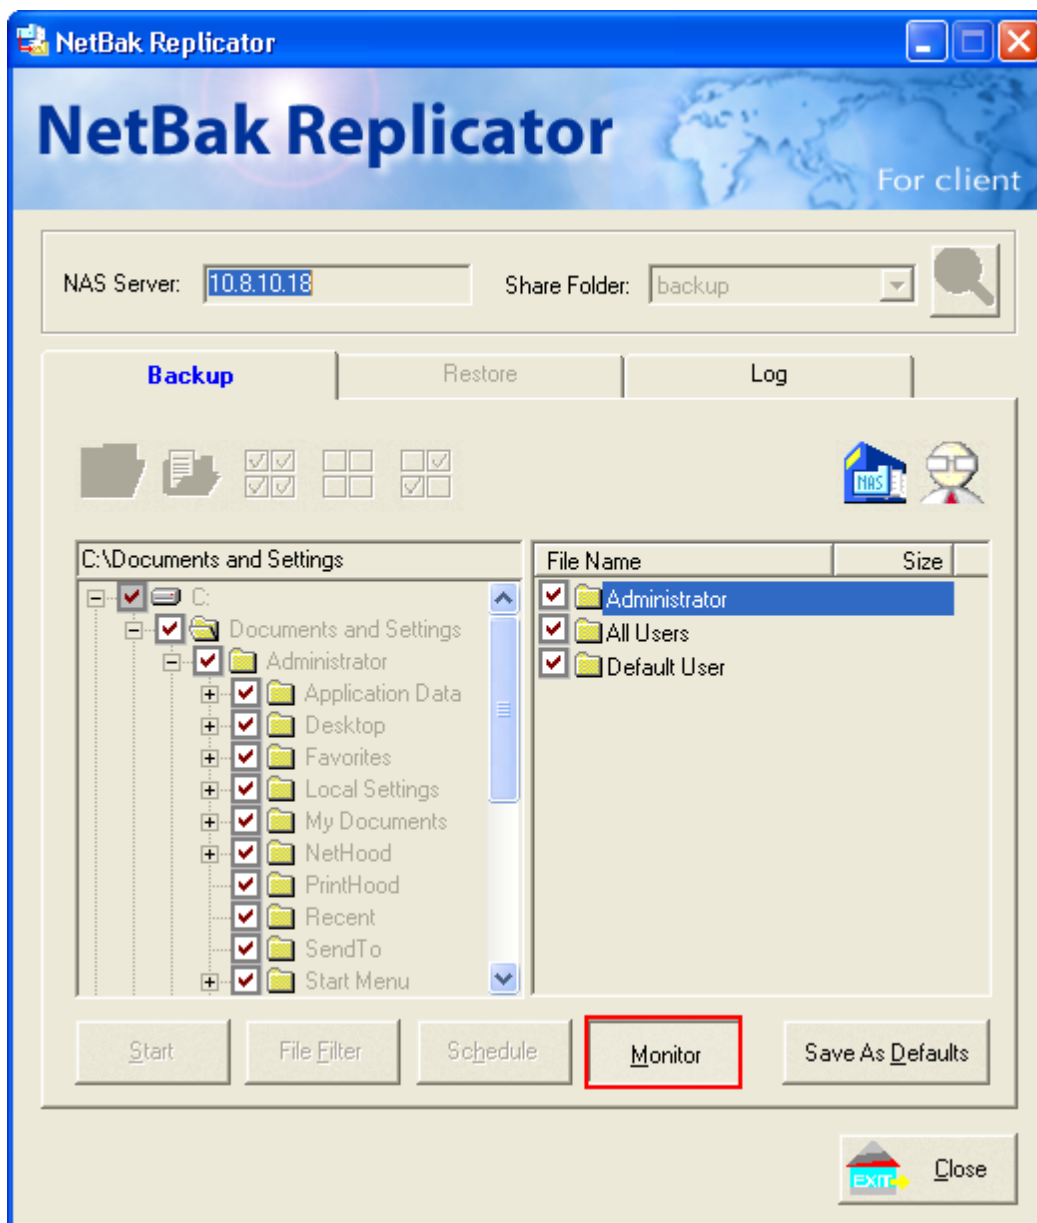 NetBak Replicator
NetBak Replicator
For client
NAS Server: 10.8.10.18 Share Folder: backup
Backup Restore Log
NAS
C:\Documents and Settings
C:
Documents and Settings
Administrator
Application Data
Desktop
Favorites
Local Settings
My Documents
NetHood
PrintHood
Recent
SendTo
Start Menu
File Name Size
Administrator
All Users
Default User
Start File Filter Schedule Monitor Save As Defaults
EXIT Close